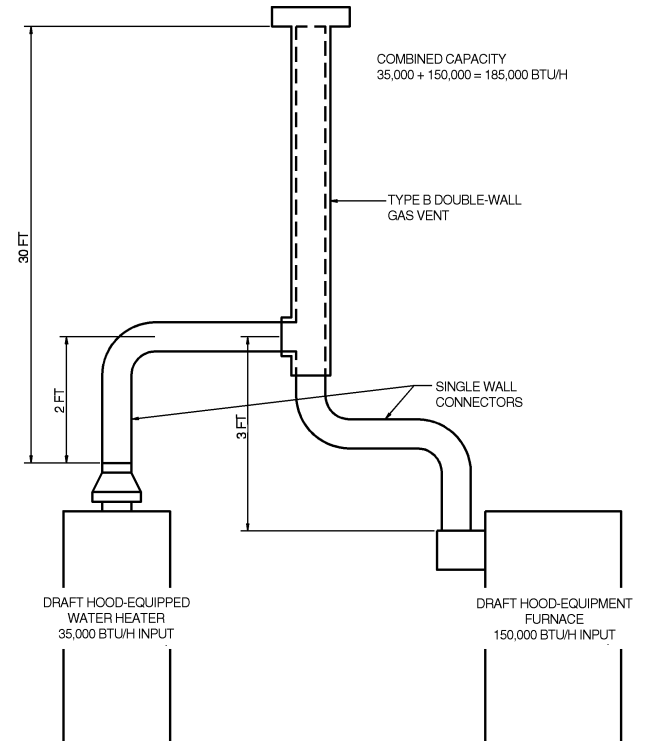 COMBINED CAPACITY
35,000 + 150,000 = 185,000 BTU/H
TYPE B DOUBLE-WALL
GAS VENT
30 FT
2 FT
3 FT
SINGLE WALL
CONNECTORS
DRAFT HOOD-EQUIPPED
WATER HEATER
35,000 BTU/H INPUT
DRAFT HOOD-EQUIPMENT
FURNACE
150,000 BTU/H INPUT